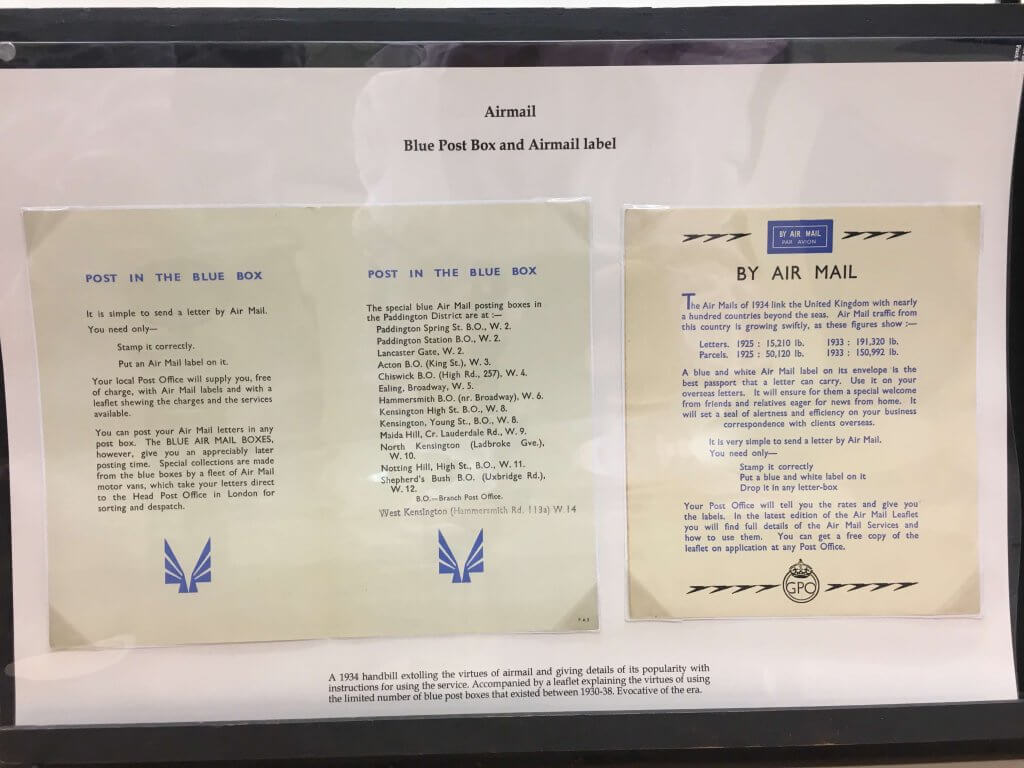 Airmail
Blue Post Box and Airmail label
POST IN THE BLUE BOX
It is simple to send a letter by Air Mail.
You need only—
Stamp it correctly.
Put an Air Mail label on it.
Your local Post Office will supply you, free
of charge, with Air Mail labels and with a
leaflet shewing the charges and the services
available.
You can post your Air Mail letters in any
post box. The BLUE AIR MAIL BOXES,
however, give you an appreciably later
posting time. Special collections are made
from the blue boxes by a fleet of Air Mail
motor vans, which take your letters direct
to the Head Post Office in London for
sorting and despatch.
POST IN THE BLUE BOX
The special blue Air Mail posting boxes in
the Paddington District are at :—
Paddington Spring St. B.O., W. 2.
Paddington Station B.O., W. 2.
Lancaster Gate, W. 2.
Acton B.O. (King St.), W. 3.
Chiswick B.O. (High Rd., 257), W. 4.
Ealing, Broadway, W. 5.
Hammersmith B.O. (nr. Broadway), W. 6.
Kensington High St. B.O., W. 8.
Kensington, Young St., B.O., W. 8.
Maida Hill, Cr. Lauderdale Rd., W. 9.
North Kensington (Ladbroke Gve.),
W. 10.
Notting Hill, High St., B.O., W. 11.
Shepherd's Bush B.O. (Uxbridge Rd.),
W. 12.
B.O.—Branch Post Office.
West Kensington (Hammersmith Rd. 113a) W.14
BY AIR MAIL
PAR AVION
BY AIR MAIL
The Air Mails of 1934 link the United Kingdom with nearly
a hundred countries beyond the seas. Air Mail traffic from
this country is growing swiftly, as these figures show :—
Letters. 1925 : 15,210 lb. 1933 : 191,320 lb.
Parcels. 1925 : 50,120 lb. 1933 : 150,992 lb.
A blue and white Air Mail label on its envelope is the
best passport that a letter can carry. Use it on your
overseas letters. It will ensure for them a special welcome
from friends and relatives eager for news from home. It
will set a seal of alertness and efficiency on your business
correspondence with clients overseas.
It is very simple to send a letter by Air Mail.
You need only—
Stamp it correctly
Put a blue and white label on it
Drop it in any letter-box
Your Post Office will tell you the rates and give you
the labels. In the latest edition of the Air Mail Leaflet
you will find full details of the Air Mail Services and
how to use them. You can get a free copy of the
leaflet on application at any Post Office.
GPO
A 1934 handbill extolling the virtues of airmail and giving details of its popularity with
instructions for using the service. Accompanied by a leaflet explaining the virtues of using
the limited number of blue post boxes that existed between 1930-38. Evocative of the era.